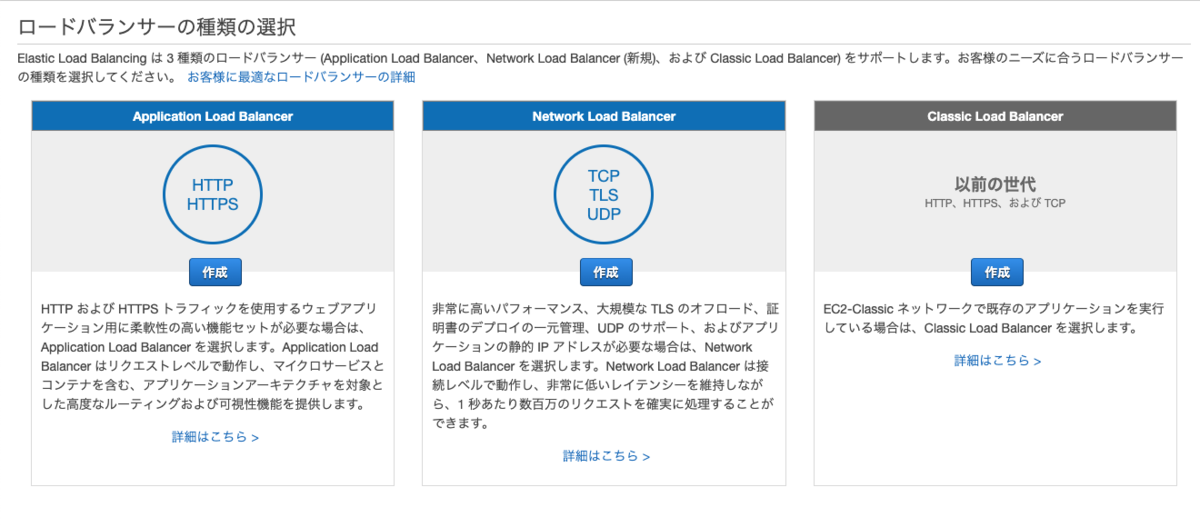 ロードバランサーの種類の選択
Elastic Load Balancing は 3 種類のロードバランサー (Application Load Balancer、Network Load Balancer (新規)、および Classic Load Balancer) をサポートします。お客様のニーズに合うロードバランサー
の種類を選択してください。 お客様に最適なロードバランサーの詳細
Application Load Balancer
HTTP
HTTPS
作成
HTTP および HTTPS トラフィックを使用するウェブアプリ
ケーション用に柔軟性の高い機能セットが必要な場合は、
Application Load Balancer を選択します。Application Load
Balancer はリクエストレベルで動作し、マイクロサービスと
コンテナを含む、アプリケーションアーキテクチャを対象と
した高度なルーティングおよび可視性機能を提供します。
詳細はこちら >
Network Load Balancer
TCP
TLS
UDP
作成
非常に高いパフォーマンス、大規模な TLS のオフロード、証
明書のデプロイの一元管理、UDP のサポート、およびアプリ
ケーションの静的 IP アドレスが必要な場合は、Network
Load Balancer を選択します。Network Load Balancer は接
続レベルで動作し、非常に低いレイテンシーを維持しなが
ら、1 秒あたり数百万のリクエストを確実に処理することが
できます。
詳細はこちら >
Classic Load Balancer
以前の世代
HTTP、HTTPS、および TCP
作成
EC2-Classic ネットワークで既存のアプリケーションを実行
している場合は、Classic Load Balancer を選択します。
詳細はこちら >